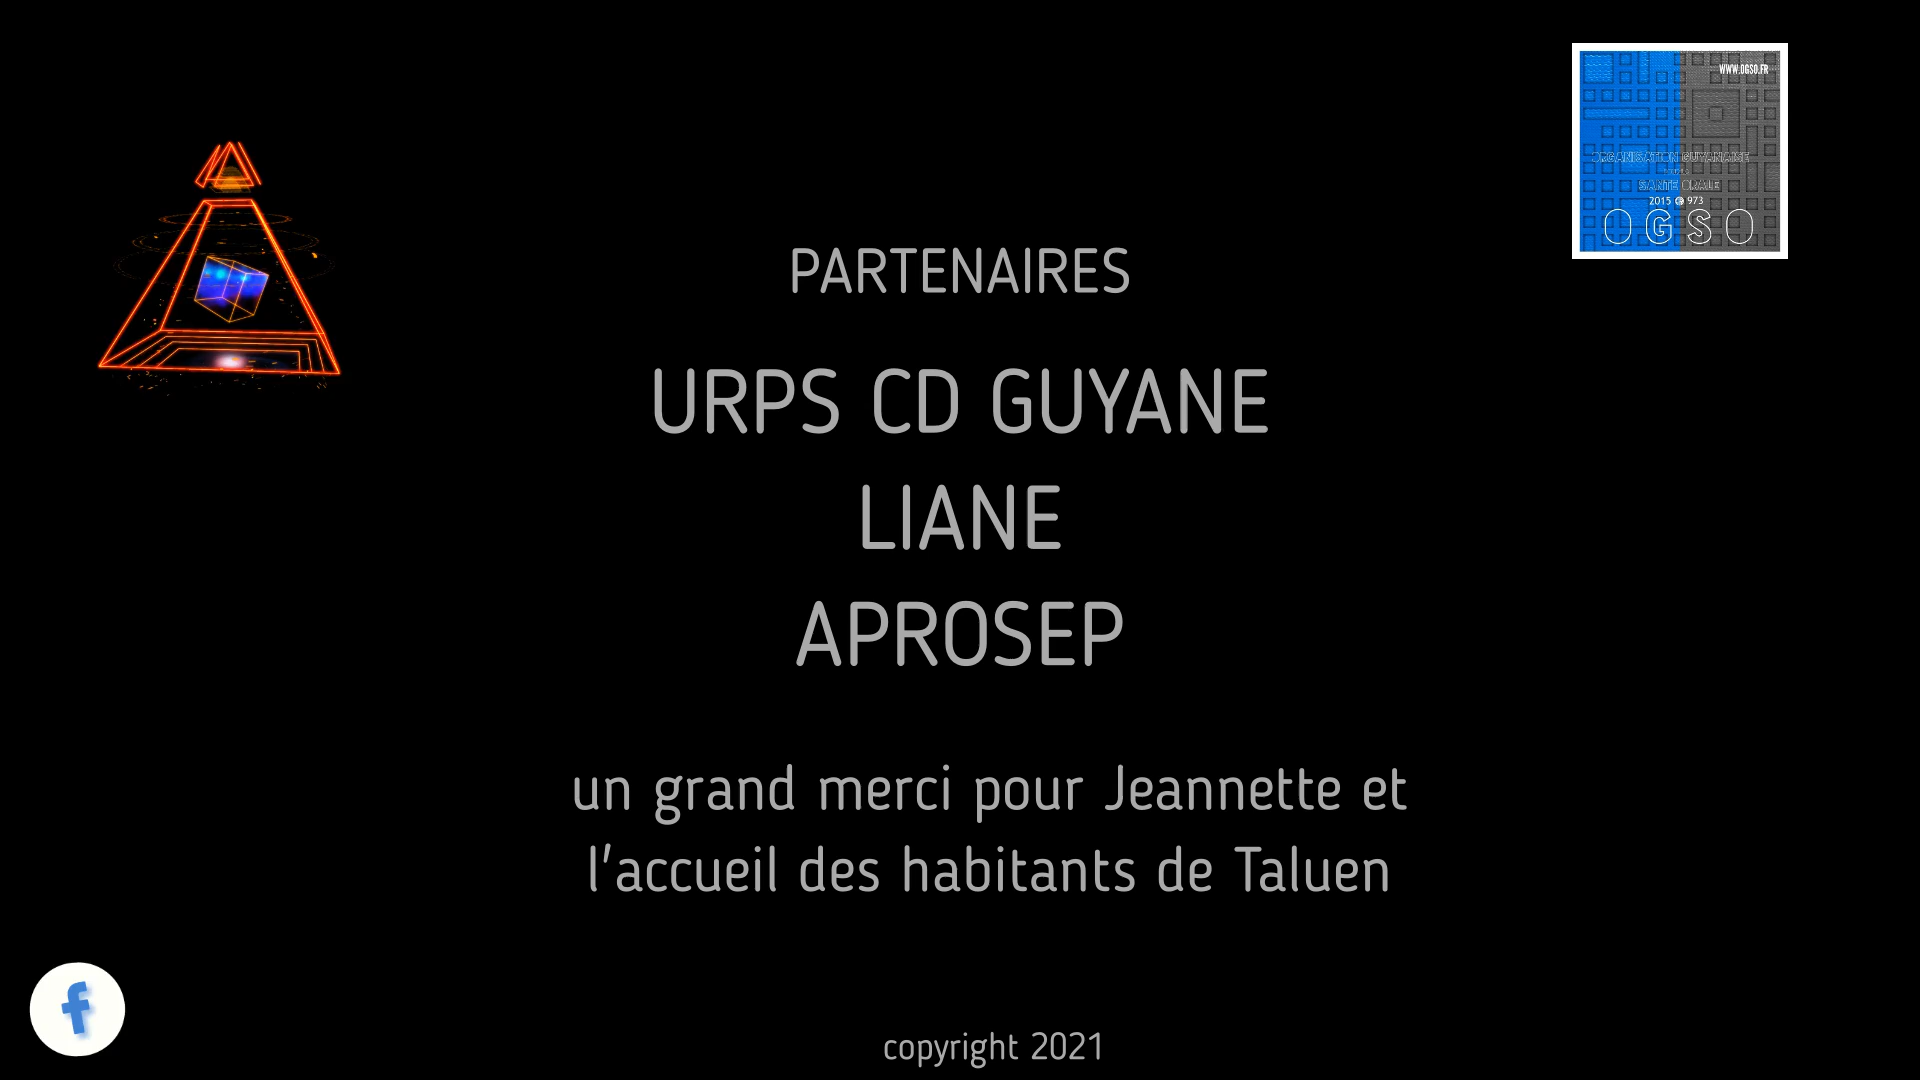 WWW.OGSO.FR
ORGANISATION GUYANAISE
SANTE ORALE
2015 973
OGSO
PARTENAIRES
URPS CD GUYANE
LIANE
APROSEP
un grand merci pour Jeannette et
l'accueil des habitants de Taluen
f
copyright 2021